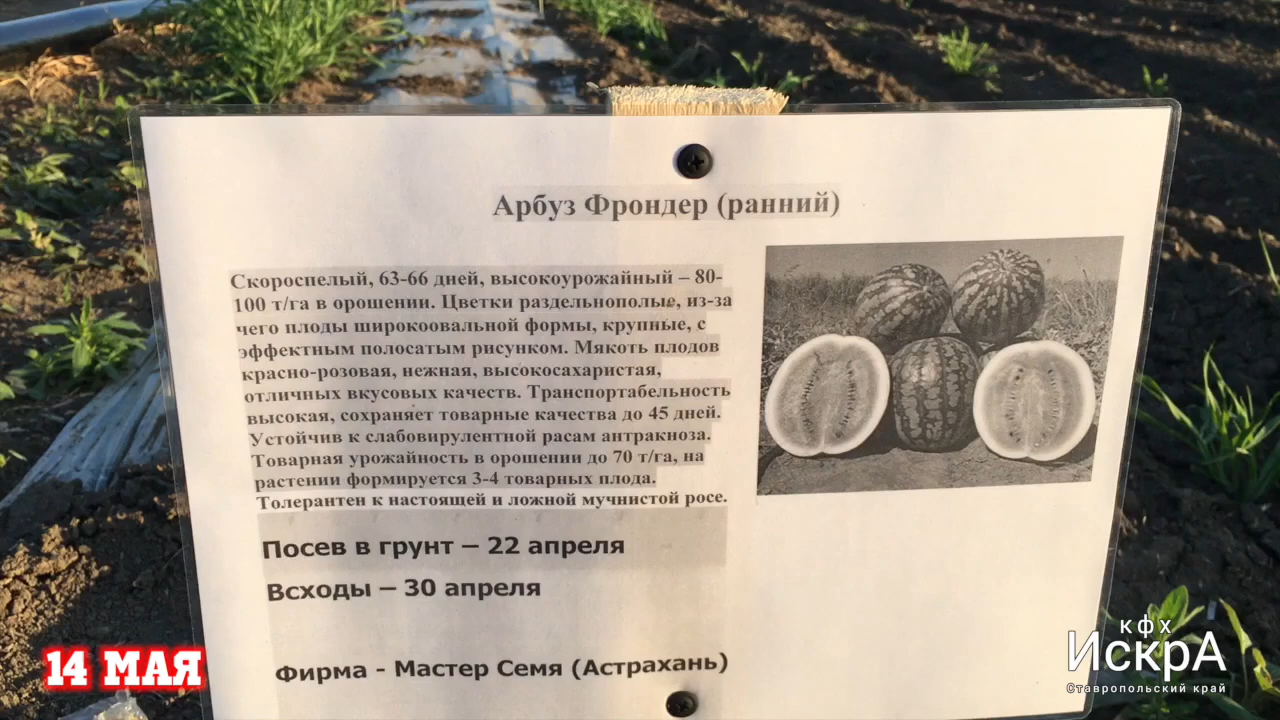 Арбуз Фрондер (ранний)
Скороспелый, 63-66 дней, высокоурожайный – 80-
100 т/га в орошении. Цветки раздельнополые, из-за
чего плоды широкоовальной формы, крупные, с
эффектным полосатым рисунком. Мякоть плодов
красно-розовая, нежная, высокосахаристая,
отличных вкусовых качеств. Транспортабельность
высокая, сохраняет товарные качества до 45 дней.
Устойчив к слабовирулентной расам антракноза.
Товарная урожайность в орошении до 70 т/га, на
растении формируется 3-4 товарных плода.
Толерантен к настоящей и ложной мучнистой росе.
Посев в грунт – 22 апреля
Всходы – 30 апреля
Фирма - Мастер Семя (Астрахань)
14 МАЯ
кфх
ИскрА
Ставропольский край